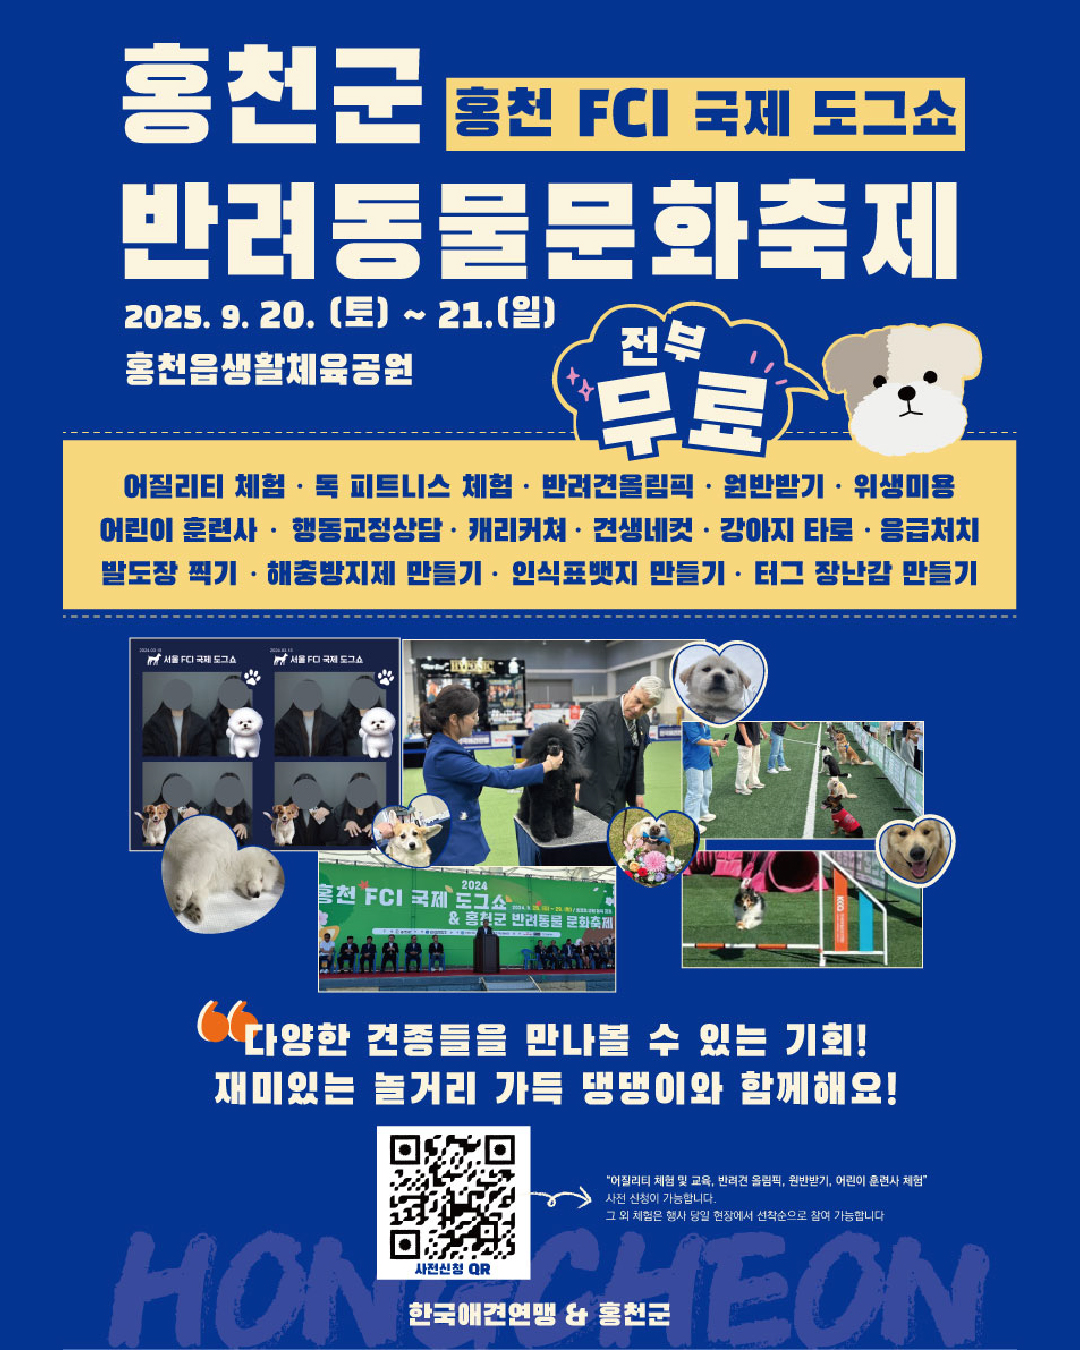 홍천군
홍천 FCI 국제 도그쇼
반려동물문화축제
2025. 9. 20. (토) ~ 21.(일)
홍천읍생활체육공원
전부
무료
어질리티 체험 · 독 피트니스 체험 · 반려견올림픽 · 원반받기 · 위생미용
어린이 훈련사 · 행동교정상담 · 캐리커쳐 · 견생네컷 · 강아지 타로 · 응급처치
발도장 찍기 · 해충방지제 만들기 · 인식표뱃지 만들기 · 터그 장난감 만들기
서울 FCI 국제 도그쇼
서울 FCI 국제 도그쇼
2024
홍천 FCI 국제 도그쇼
& 홍천군 반려동물 문화축제
“다양한 견종들을 만나볼 수 있는 기회!
재미있는 놀거리 가득 댕댕이와 함께해요!
"어질리티 체험 및 교육, 반려견 올림픽, 원반받기, 어린이 훈련사 체험"
사전 신청이 가능합니다.
그 외 체험은 행사 당일 현장에서 선착순으로 참여 가능합니다
사전신청 QR
HONGCHEON
한국애견연맹 & 홍천군